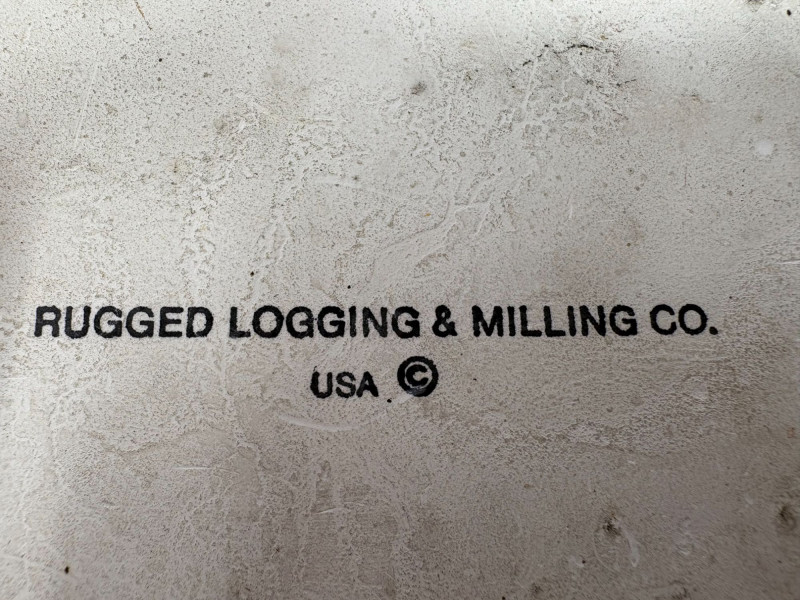 RUGGED LOGGING & MILLING CO.
USA ©